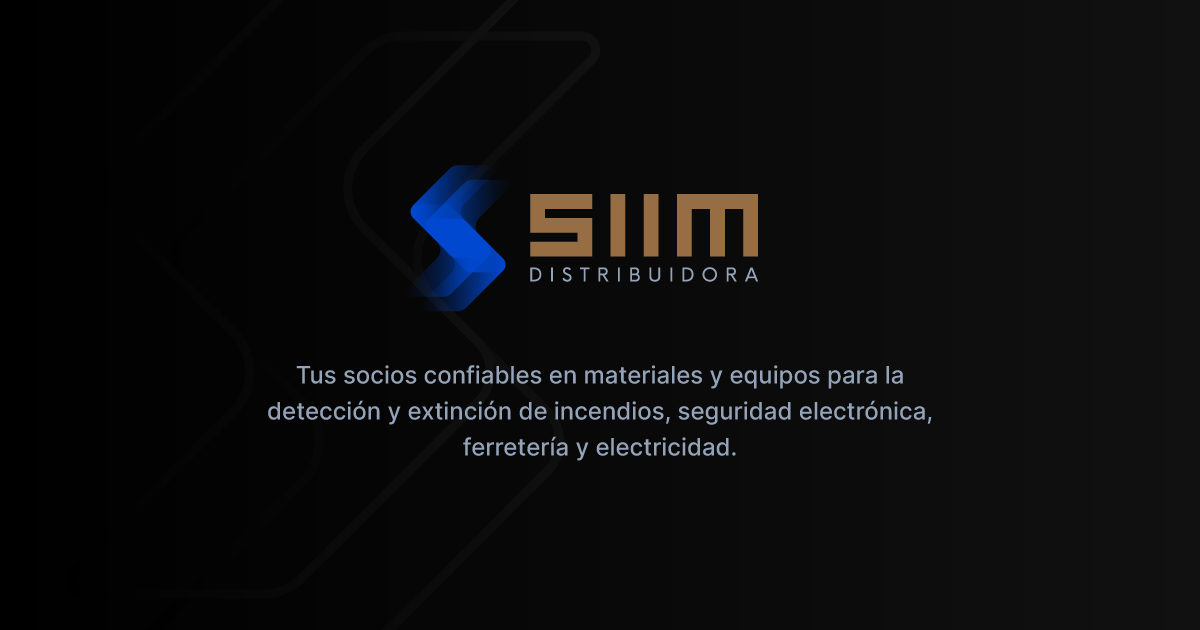 SIIM
DISTRIBUIDORA
Tus socios confiables en materiales y equipos para la
detección y extinción de incendios, seguridad electrónica,
ferretería y electricidad.